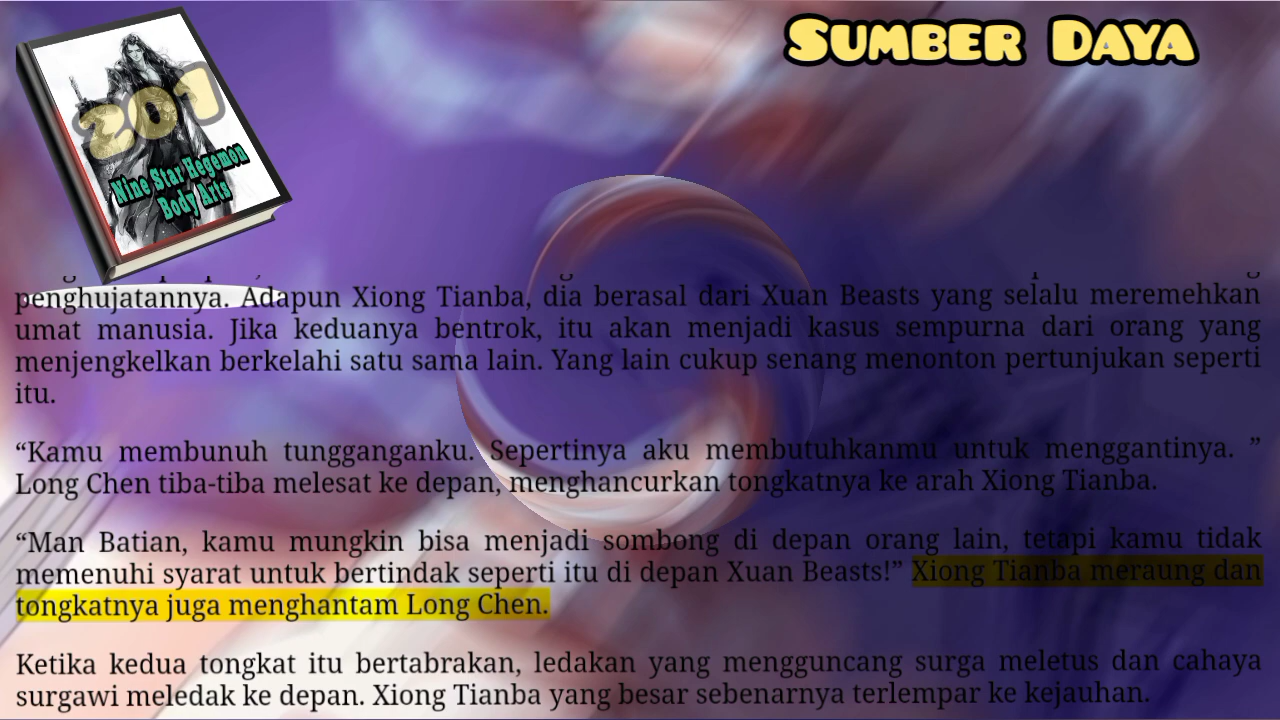 SUMBER DAYA
201
Nine Star Hegemon
Body Arts
penghujatannya. Adapun Xiong Tianba, dia berasal dari Xuan Beasts yang selalu meremehkan
umat manusia. Jika keduanya bentrok, itu akan menjadi kasus sempurna dari orang yang
menjengkelkan berkelahi satu sama lain. Yang lain cukup senang menonton pertunjukan seperti
itu.
“Kamu membunuh tungganganku. Sepertinya aku membutuhkanmu untuk menggantinya. ”
Long Chen tiba-tiba melesat ke depan, menghancurkan tongkatnya ke arah Xiong Tianba.
“Man Batian, kamu mungkin bisa menjadi sombong di depan orang lain, tetapi kamu tidak
memenuhi syarat untuk bertindak seperti itu di depan Xuan Beasts!” Xiong Tianba meraung dan
tongkatnya juga menghantam Long Chen.
Ketika kedua tongkat itu bertabrakan, ledakan yang mengguncang surga meletus dan cahaya
surgawi meledak ke depan. Xiong Tianba yang besar sebenarnya terlempar ke kejauhan.